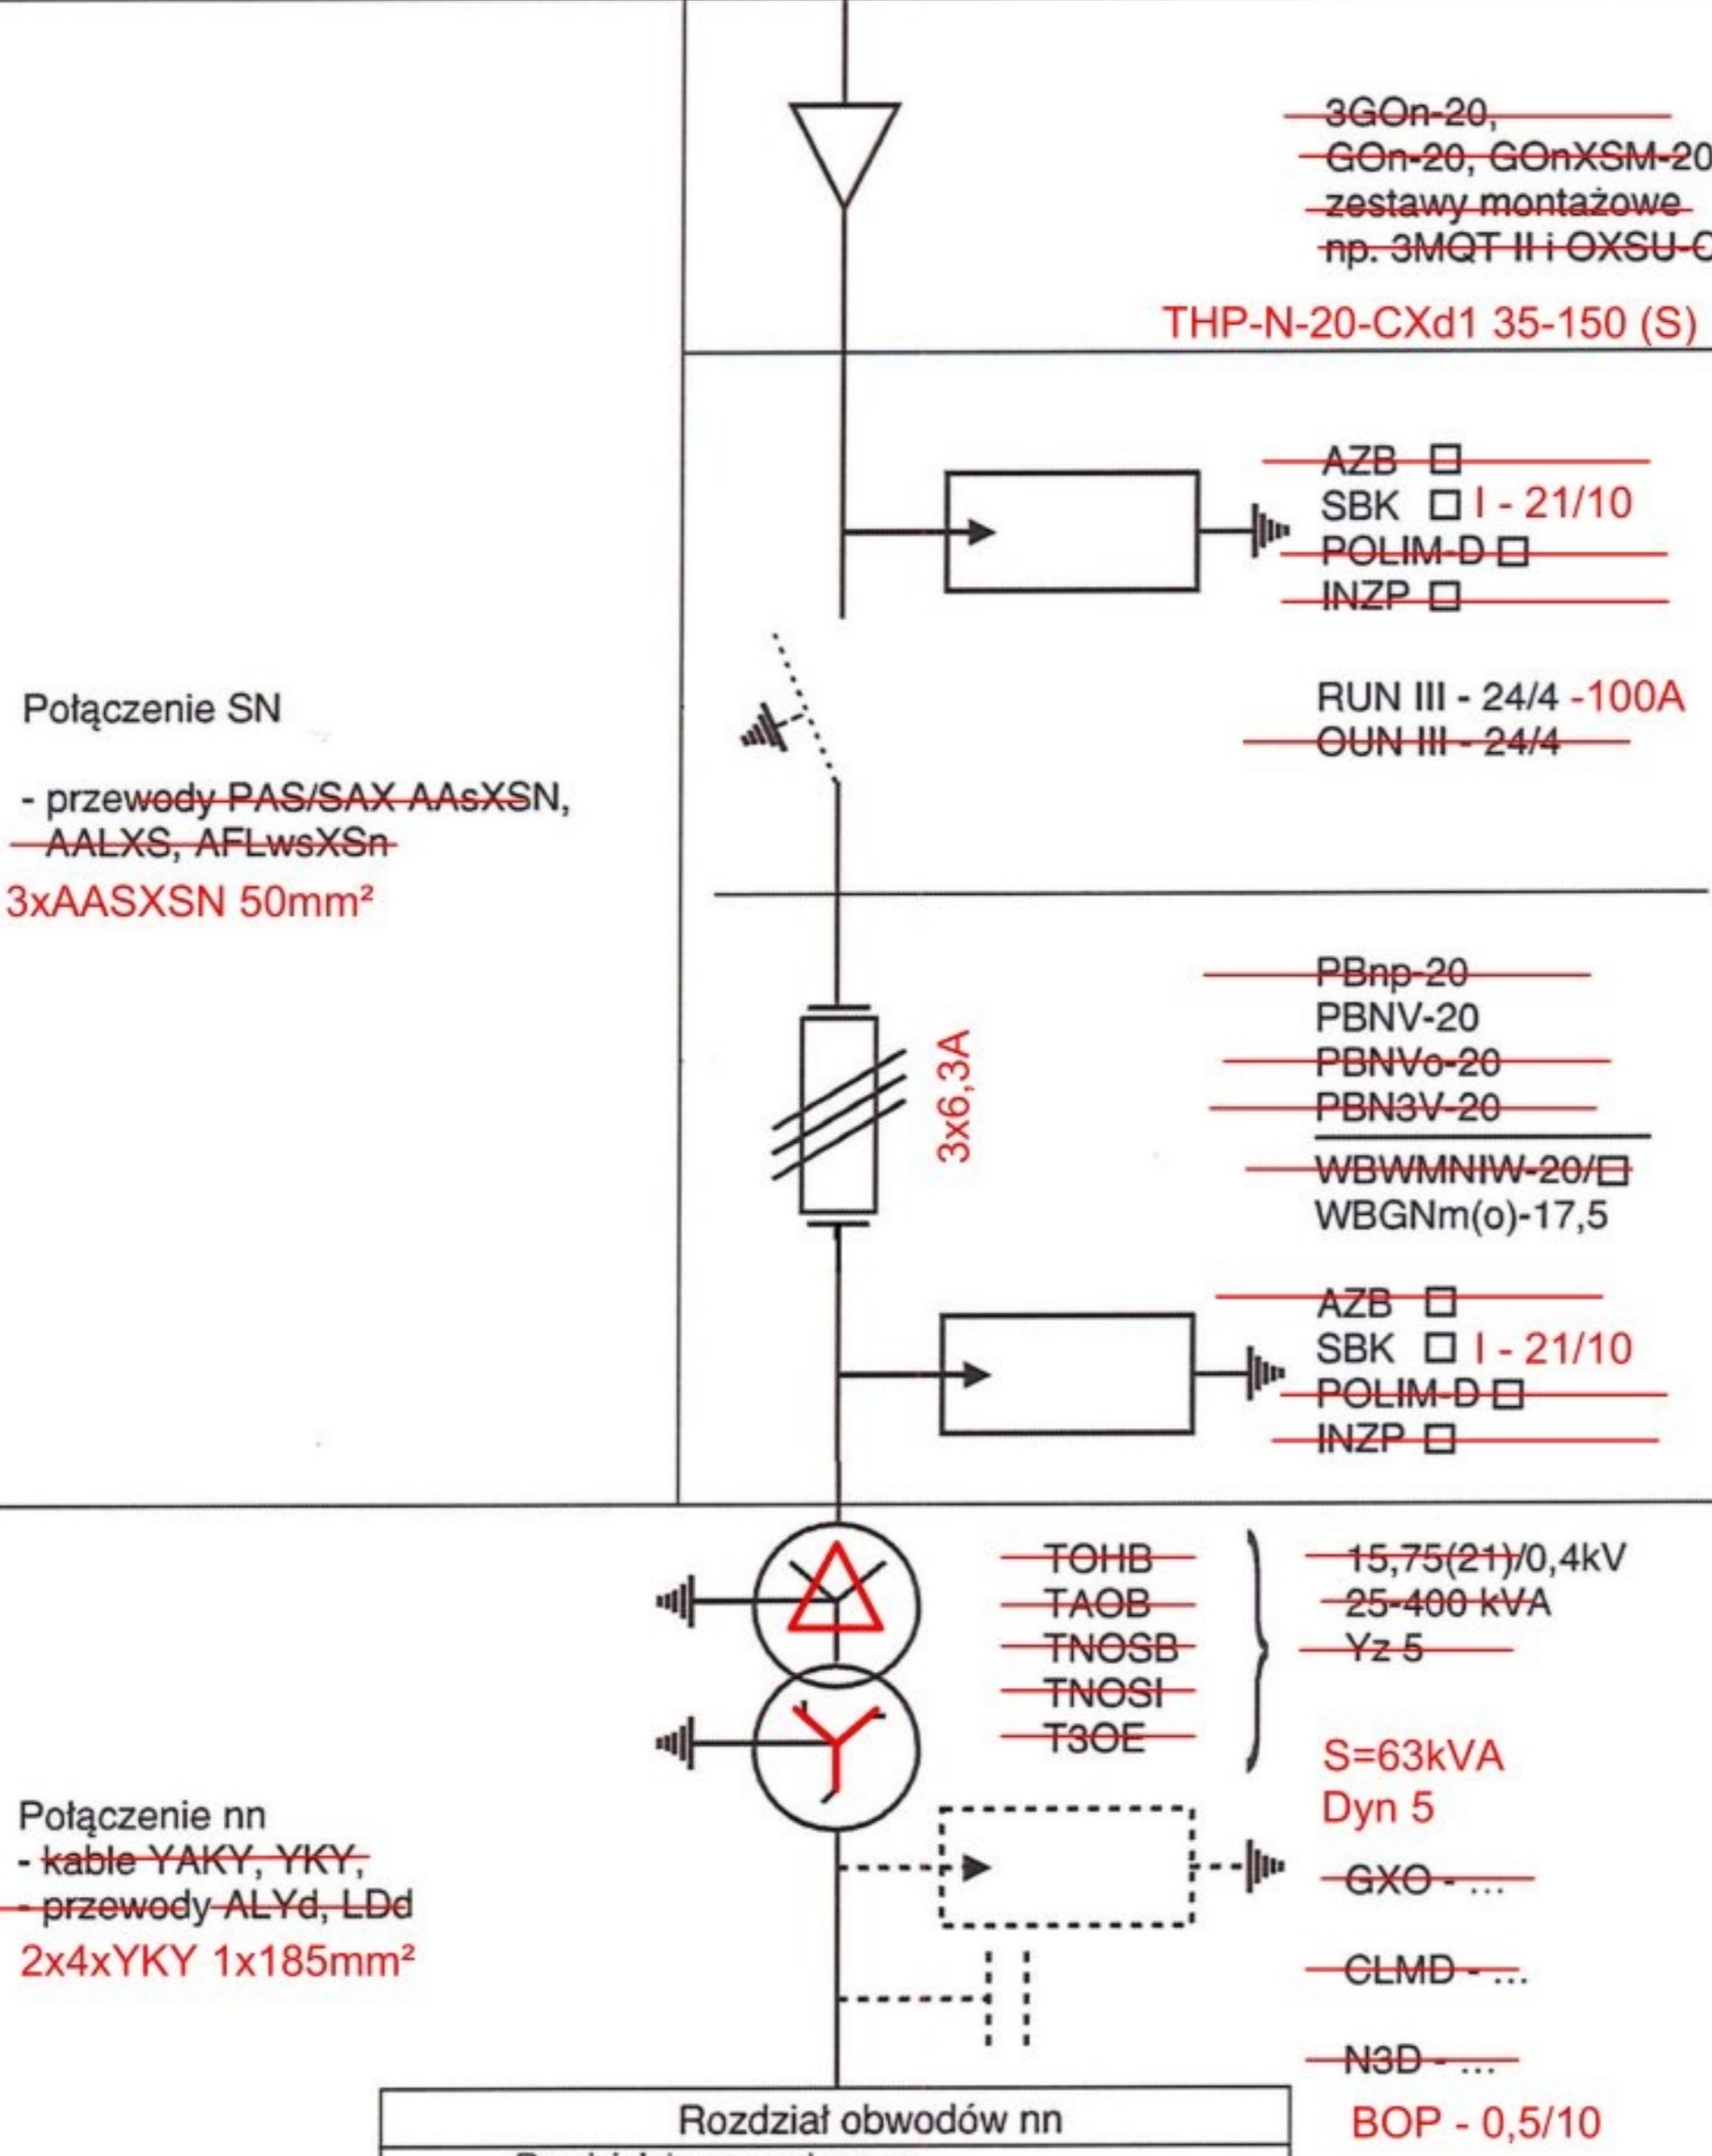 3GOn-20,
GOn-20, GOnXSM-20
zestawy montażowe
np. 3MQT II i OXSU-
THP-N-20-CXd1 35-150 (S)
AZB □
SBK □ I - 21/10
POLIM-D □
INZP □
RUN III - 24/4 -100A
OUN III - 24/4
Połączenie SN
- przewody PAS/SAX AAsXSN,
AALXS, AFLwsXSn
3xAASXSN 50mm²
PBnp-20
PBNV-20
PBNVo-20
PBN3V-20
3x6,3A
WBWMNIW-20/□
WBGNm(o)-17,5
AZB □
SBK □ I - 21/10
POLIM-D □
INZP □
TOHB
TAOB
TNOSB
TNOSI
T3OE
15,75(21)/0,4kV
25-400 kVA
Yz 5
S=63kVA
Dyn 5
Połączenie nn
- kable YAKY, YKY,
- przewody ALYd, LDd
2x4xYKY 1x185mm²
GXO - ...
CLMD - ...
N3D - ...
BOP - 0,5/10
Rozdział obwodów nn